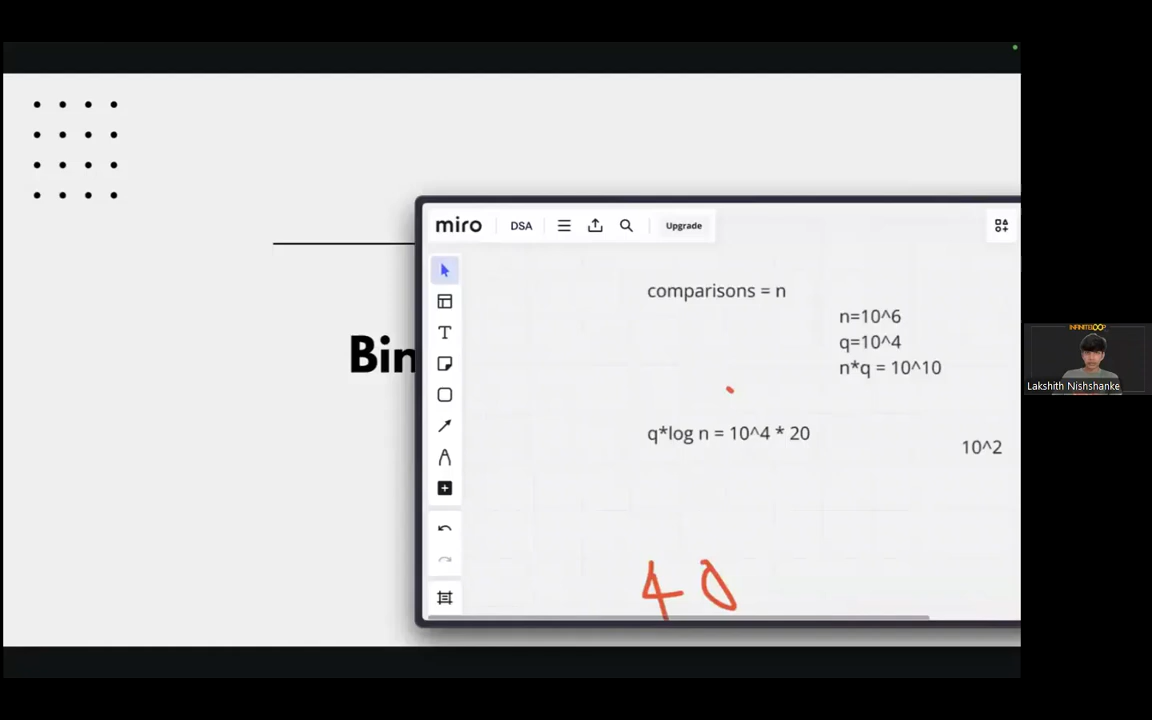 miro DSA Upgrade
comparisons = n
n=10^6
q=10^4
n*q = 10^10
Bin
q*log n = 10^4 * 20
10^2
40
INFINITELOOP
Lakshith Nishshanke